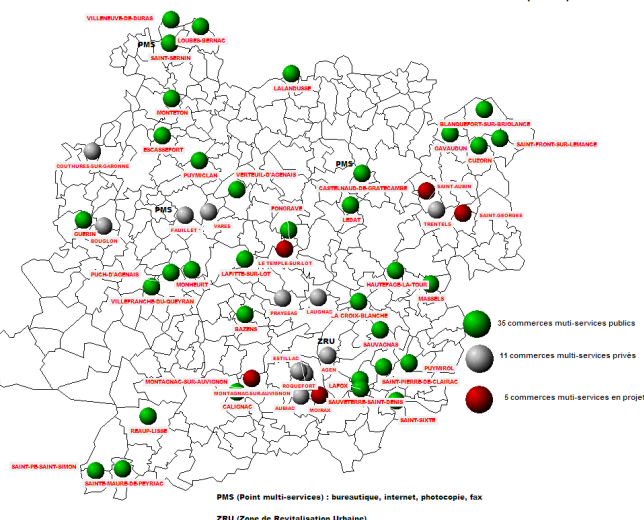 VILLENEUVE-DE-DURAS
LOUBES-BERNAC
PMS
SAINT-SERNIN
LALANDUSSE
MONTETON
BLANQUEFORT-SUR-BRIOLANCE
ESCASSEFORT
GAVAUDUN
SAINT-FRONT-SUR-LEMANCE
CUZORN
COUTHURES-SUR-GARONNE
PUYMICLAN
VERTEUIL-D'AGENAIS
PMS
CASTELNAUD-DE-GRATECAMBE
SAINT-AUBIN
PMS
FONGRAVE
LEDAT
TRENTELS
SAINT-GEORGES
GUERIN
BOUGLON
FAUILLET
VARES
LE TEMPLE-SUR-LOT
PUCH-D'AGENAIS
MONHEURT
LAFITTE-SUR-LOT
HAUTEFAGE-LA-TOUR
MASSELS
VILLEFRANCHE-DU-QUEYRAN
PRAYSSAS
LAUGNAC
LA CROIX-BLANCHE
BAZENS
35 commerces muti-services publics
SAUVAGNAS
ZRU
11 commerces multi-services privés
ESTILLAC
AGEN
PUYMIROL
MONTAGNAC-SUR-AUVIGNON
ROQUEFORT
LAFOX
SAINT-PIERRE-DE-CLAIRAC
MONTAGNAC-SUR-AUVIGNON
5 commerces muti-services en projet
CALIGNAC
AUBIAC
MOIRAX
SAUVETERRE-SAINT-DENIS
SAINT-SIXTE
REAUP-LISSE
SAINT-PE-SAINT-SIMON
SAINTE-MAURE-DE-PEYRIAC
PMS (Point multi-services) : bureautique, internet, photocopie, fax
ZRU (Zone de Revitalisation Urbaine)